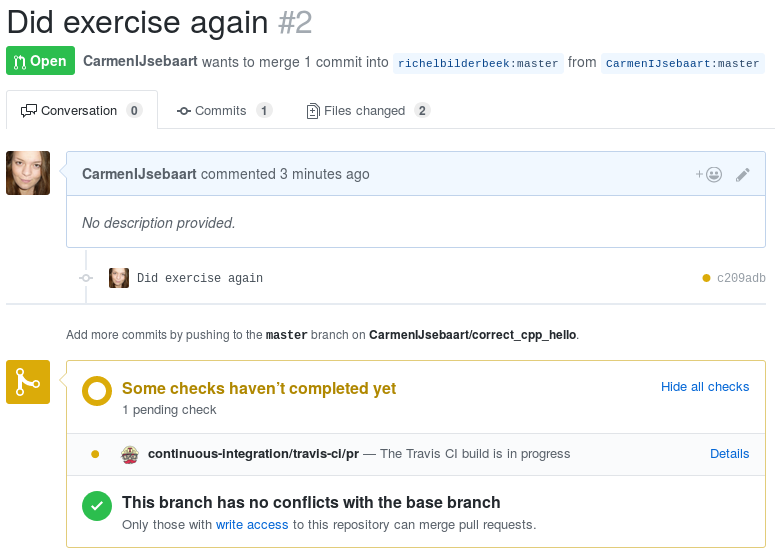 Did exercise again #2
Open CarmenIJsebaart wants to merge 1 commit into richelbilderbeek:master from CarmenIJsebaart:master
Conversation 0 Commits 1 Files changed 2
CarmenIJsebaart commented 3 minutes ago
No description provided.
Did exercise again c209adb
Add more commits by pushing to the master branch on CarmenIJsebaart/correct_cpp_hello.
Some checks haven’t completed yet Hide all checks
1 pending check
continuous-integration/travis-ci/pr — The Travis CI build is in progress Details
This branch has no conflicts with the base branch
Only those with write access to this repository can merge pull requests.